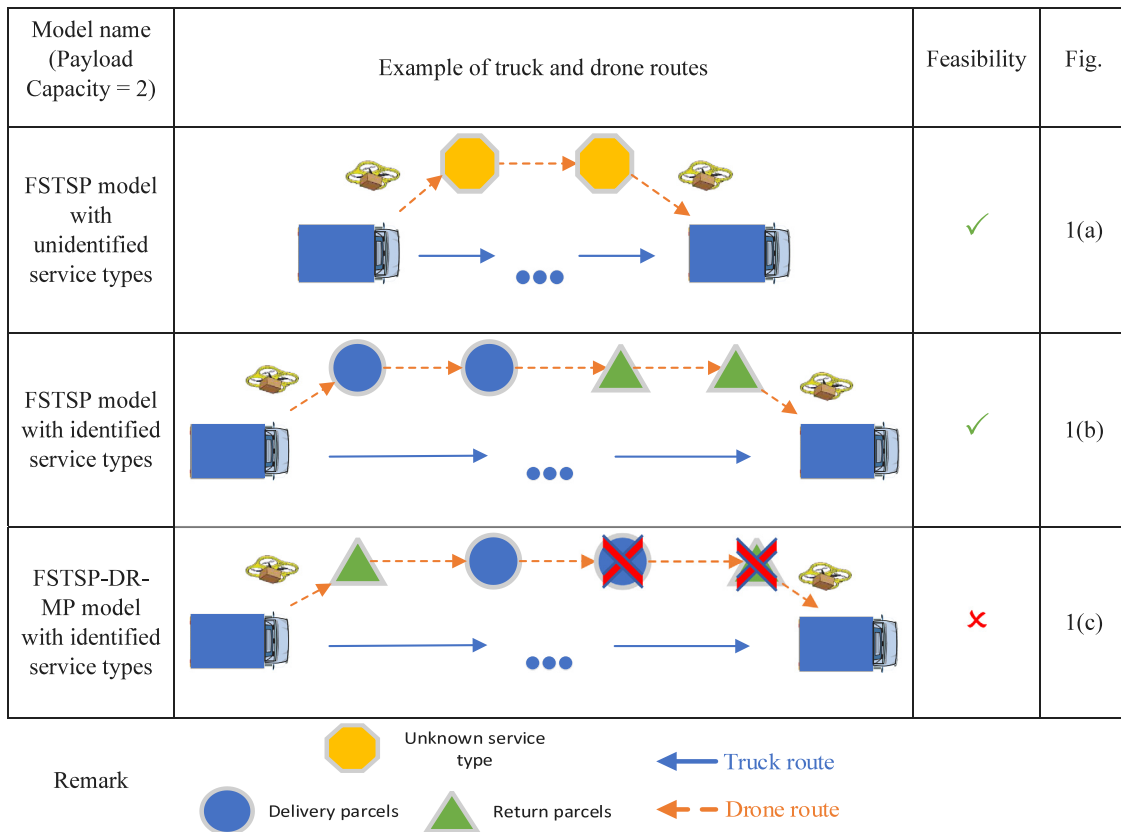 Model name
(Payload
Capacity = 2)
Example of truck and drone routes
Feasibility
Fig.
FSTSP model
with
unidentified
service types
✓
1(a)
FSTSP model
with identified
service types
✓
1(b)
FSTSP-DR-
MP model
with identified
service types
✗
1(c)
Remark
Unknown service
type
Truck route
Delivery parcels
Return parcels
Drone route